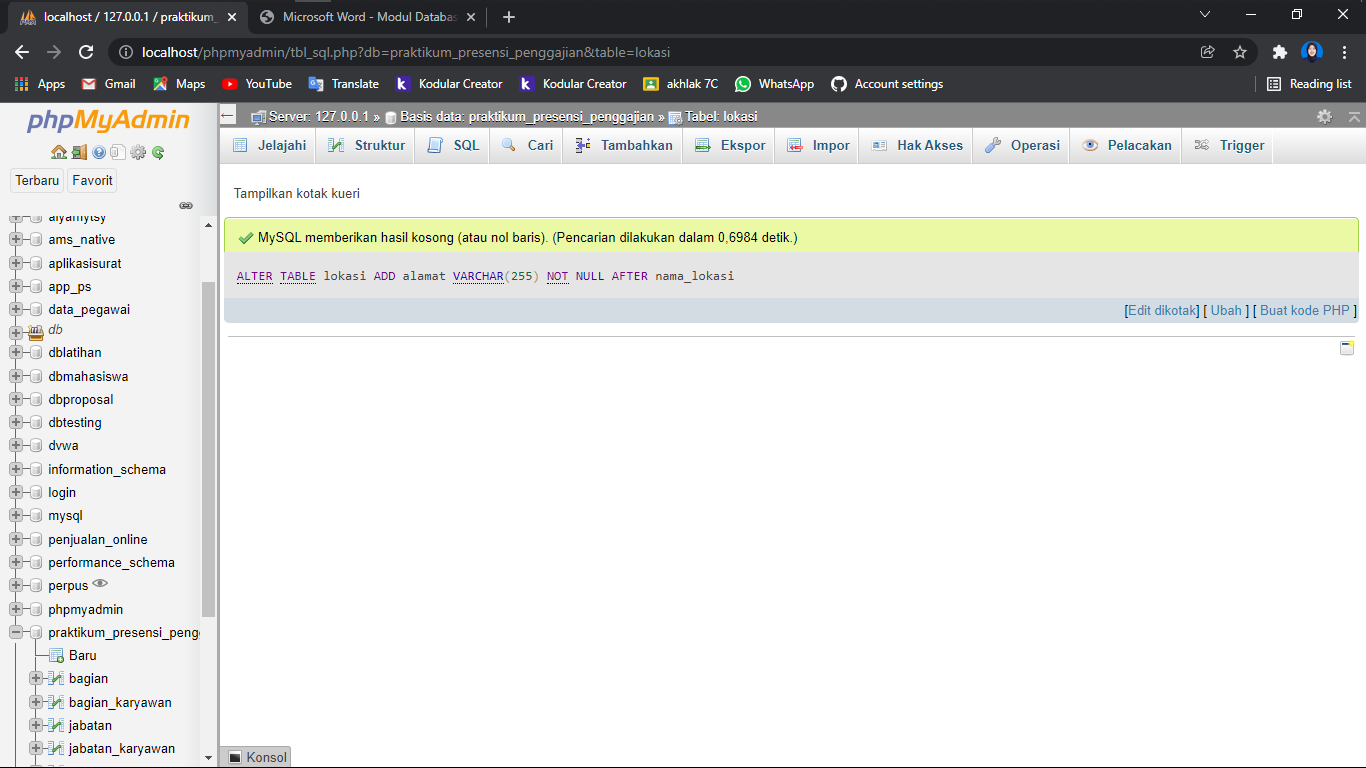 localhost / 127.0.0.1 / praktikum_
Microsoft Word - Modul Databas
localhost/phpmyadmin/tbl_sql.php?db=praktikum_presensi_penggajian&table=lokasi
Apps
Gmail
Maps
YouTube
Translate
Kodular Creator
Kodular Creator
akhlak 7C
WhatsApp
Account settings
Reading list
phpMyAdmin
Terbaru
Favorit
aiyamytsy
ams_native
aplikasisurat
app_ps
data_pegawai
db
dblatihan
dbmahasiswa
dbproposal
dbtesting
dvwa
information_schema
login
mysql
penjualan_online
performance_schema
perpus
phpmyadmin
praktikum_presensi_peng
Baru
bagian
bagian_karyawan
jabatan
jabatan_karyawan
Server: 127.0.0.1 » Basis data: praktikum_presensi_penggajian » Tabel: lokasi
Jelajahi
Struktur
SQL
Cari
Tambahkan
Ekspor
Impor
Hak Akses
Operasi
Pelacakan
Trigger
Tampilkan kotak kueri
MySQL memberikan hasil kosong (atau nol baris). (Pencarian dilakukan dalam 0,6984 detik.)
ALTER TABLE lokasi ADD alamat VARCHAR(255) NOT NULL AFTER nama_lokasi
[Edit dikotak] [ Ubah ] [ Buat kode PHP ]
Konsol